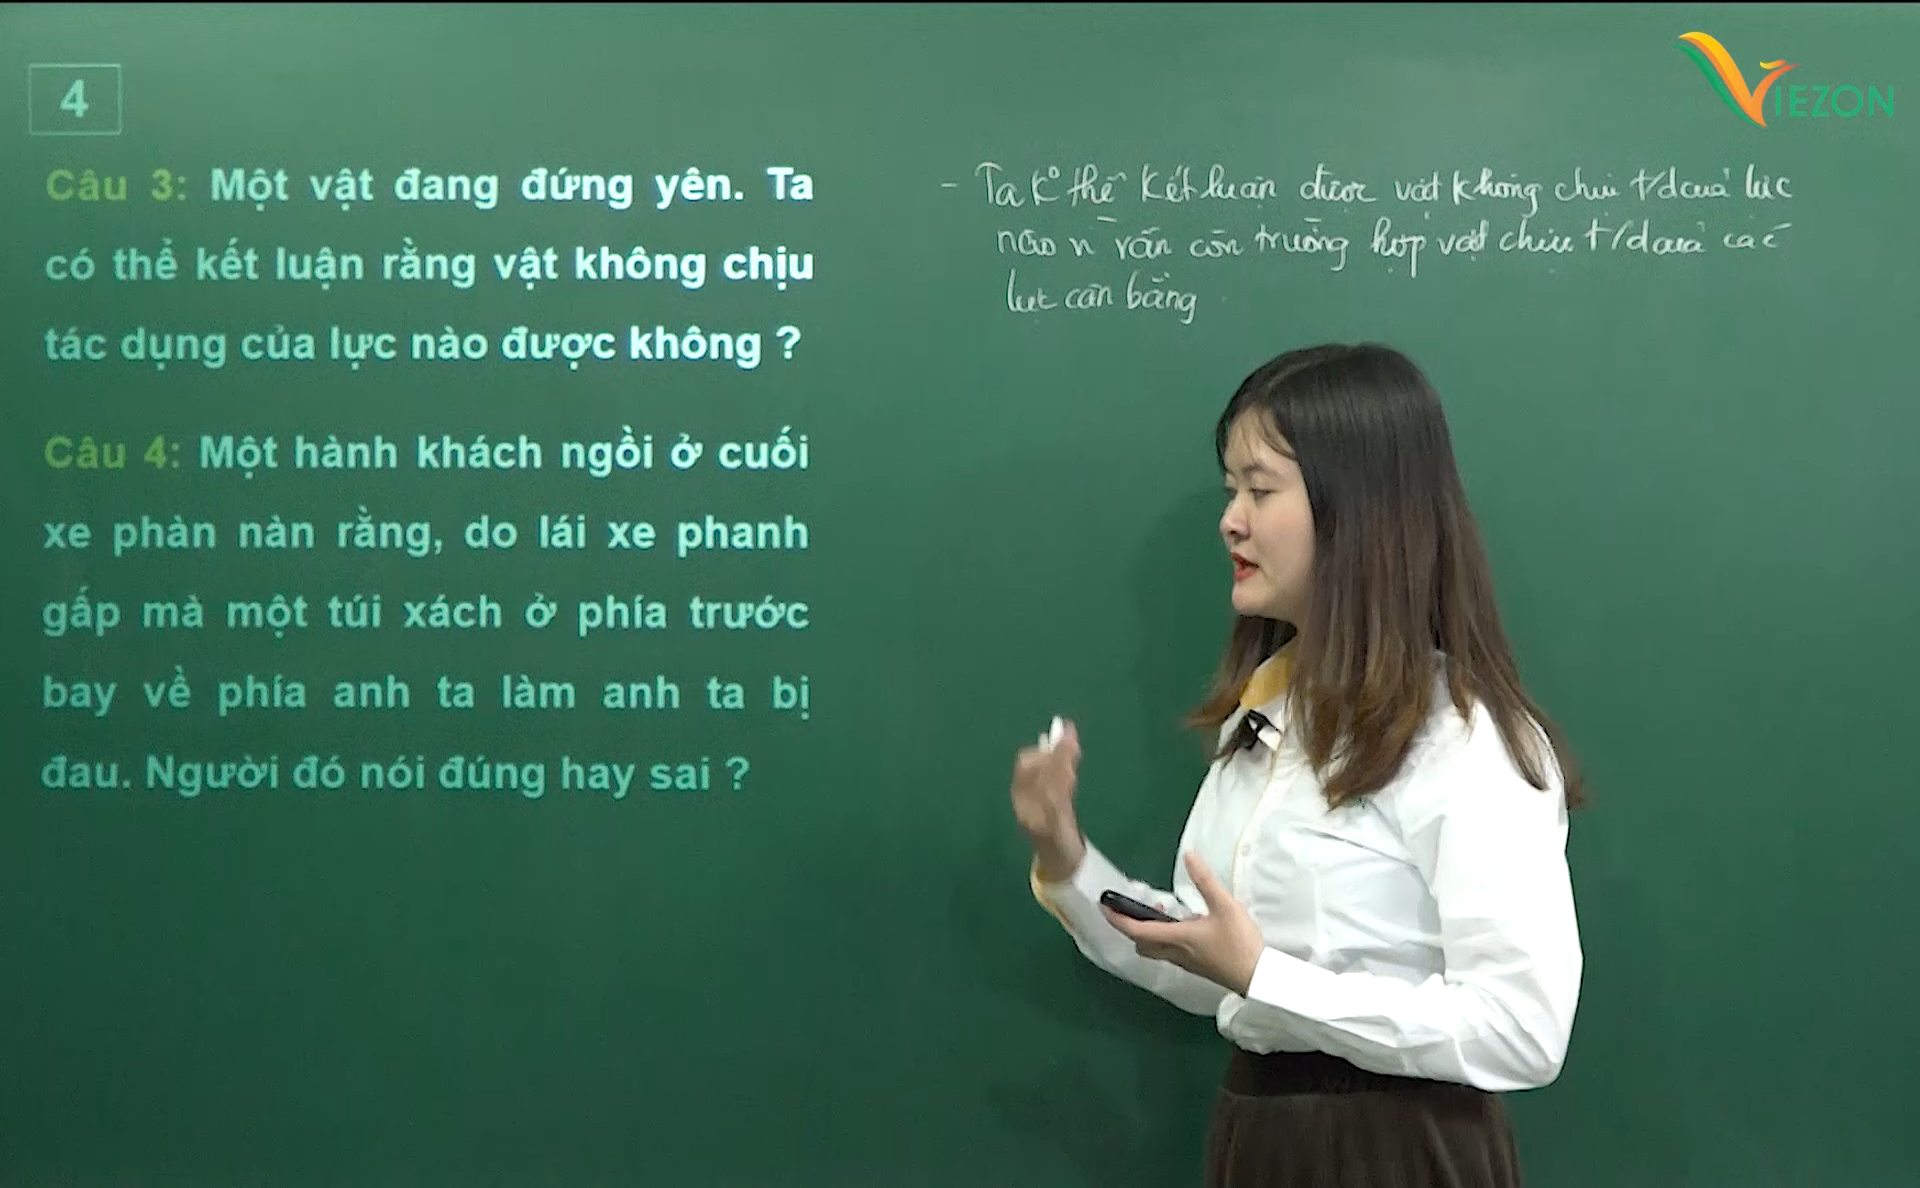 4
VIEZON
Câu 3: Một vật đang đứng yên. Ta
có thể kết luận rằng vật không chịu
tác dụng của lực nào được không ?
Câu 4: Một hành khách ngồi ở cuối
xe phàn nàn rằng, do lái xe phanh
gấp mà một túi xách ở phía trước
bay về phía anh ta làm anh ta bị
đau. Người đó nói đúng hay sai ?
- Ta k° thể kết luận được vật không chịu t/d của lực
nào vì vẫn còn trường hợp vật chịu t/d của các
lực cân bằng